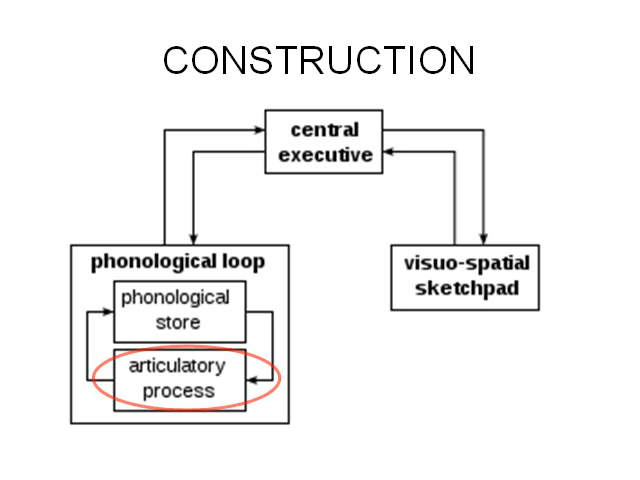 CONSTRUCTION
central
executive
phonological loop
phonological
store
articulatory
process
visuo-spatial
sketchpad